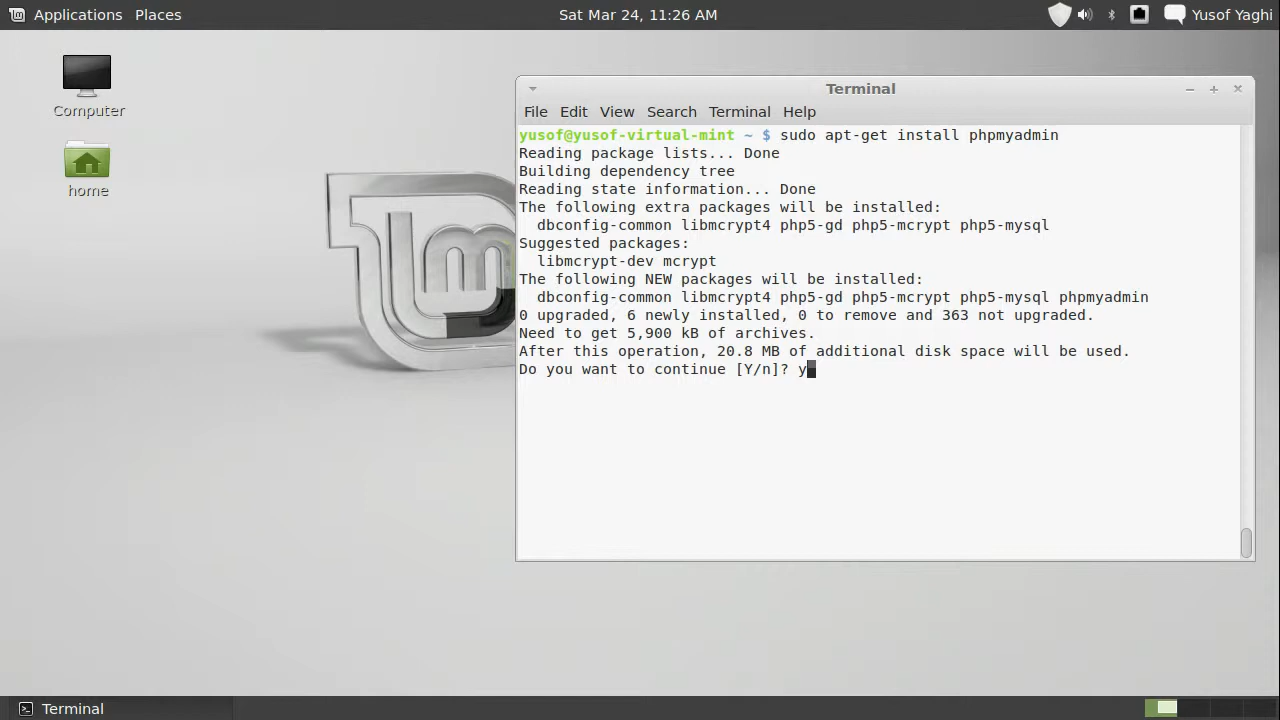 Applications Places Sat Mar 24, 11:26 AM Yusof Yaghi
Computer
home
Terminal
File Edit View Search Terminal Help
yusof@yusof-virtual-mint ~ $ sudo apt-get install phpmyadmin
Reading package lists... Done
Building dependency tree
Reading state information... Done
The following extra packages will be installed:
dbconfig-common libmcrypt4 php5-gd php5-mcrypt php5-mysql
Suggested packages:
libmcrypt-dev mcrypt
The following NEW packages will be installed:
dbconfig-common libmcrypt4 php5-gd php5-mcrypt php5-mysql phpmyadmin
0 upgraded, 6 newly installed, 0 to remove and 363 not upgraded.
Need to get 5,900 kB of archives.
After this operation, 20.8 MB of additional disk space will be used.
Do you want to continue [Y/n]? y
Terminal